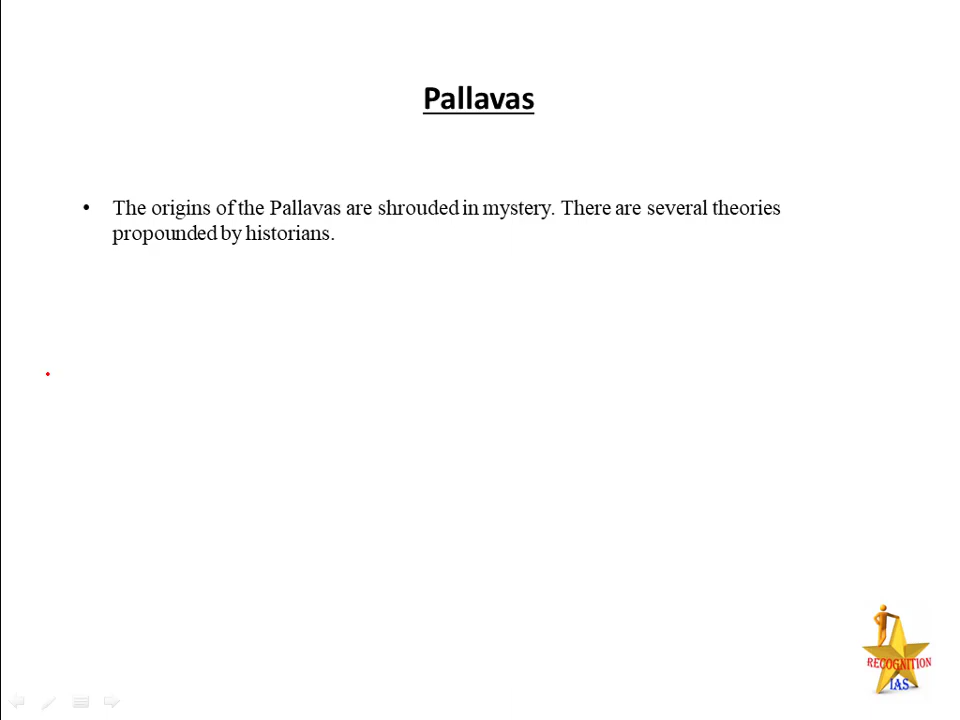 Pallavas
• The origins of the Pallavas are shrouded in mystery. There are several theories
propounded by historians.
RECOGNITION
IAS